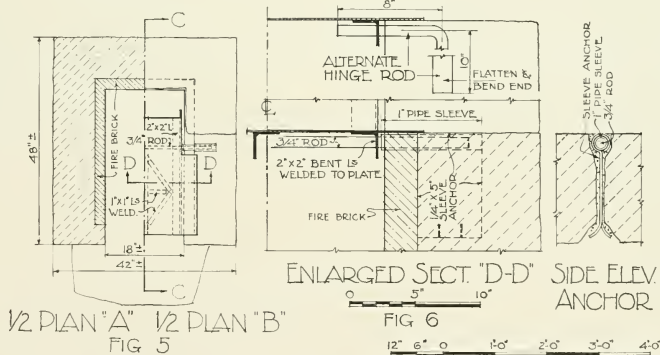 C
48" ±
FIRE BRICK
2"x2"L
3/4" ROD
D
D
1"x1" Ls
WELD.
18" ±
42" ±
C
1/2 PLAN "A"
1/2 PLAN "B"
FIG 5
8"
10"
ALTERNATE
HINGE ROD
FLATTEN &
BEND END
1" PIPE SLEEVE
C
3/4" ROD
2" x 2" BENT Ls
WELDED TO PLATE
FIRE BRICK
1/4" x 5"
SLEEVE
ANCHOR
ENLARGED SECT. "D-D"
0 5" 10"
FIG 6
SLEEVE ANCHOR
1" PIPE SLEEVE
3/4" ROD
SIDE ELEV.
ANCHOR
12" 6" 0 1'-0" 2'-0" 3'-0" 4'-0"